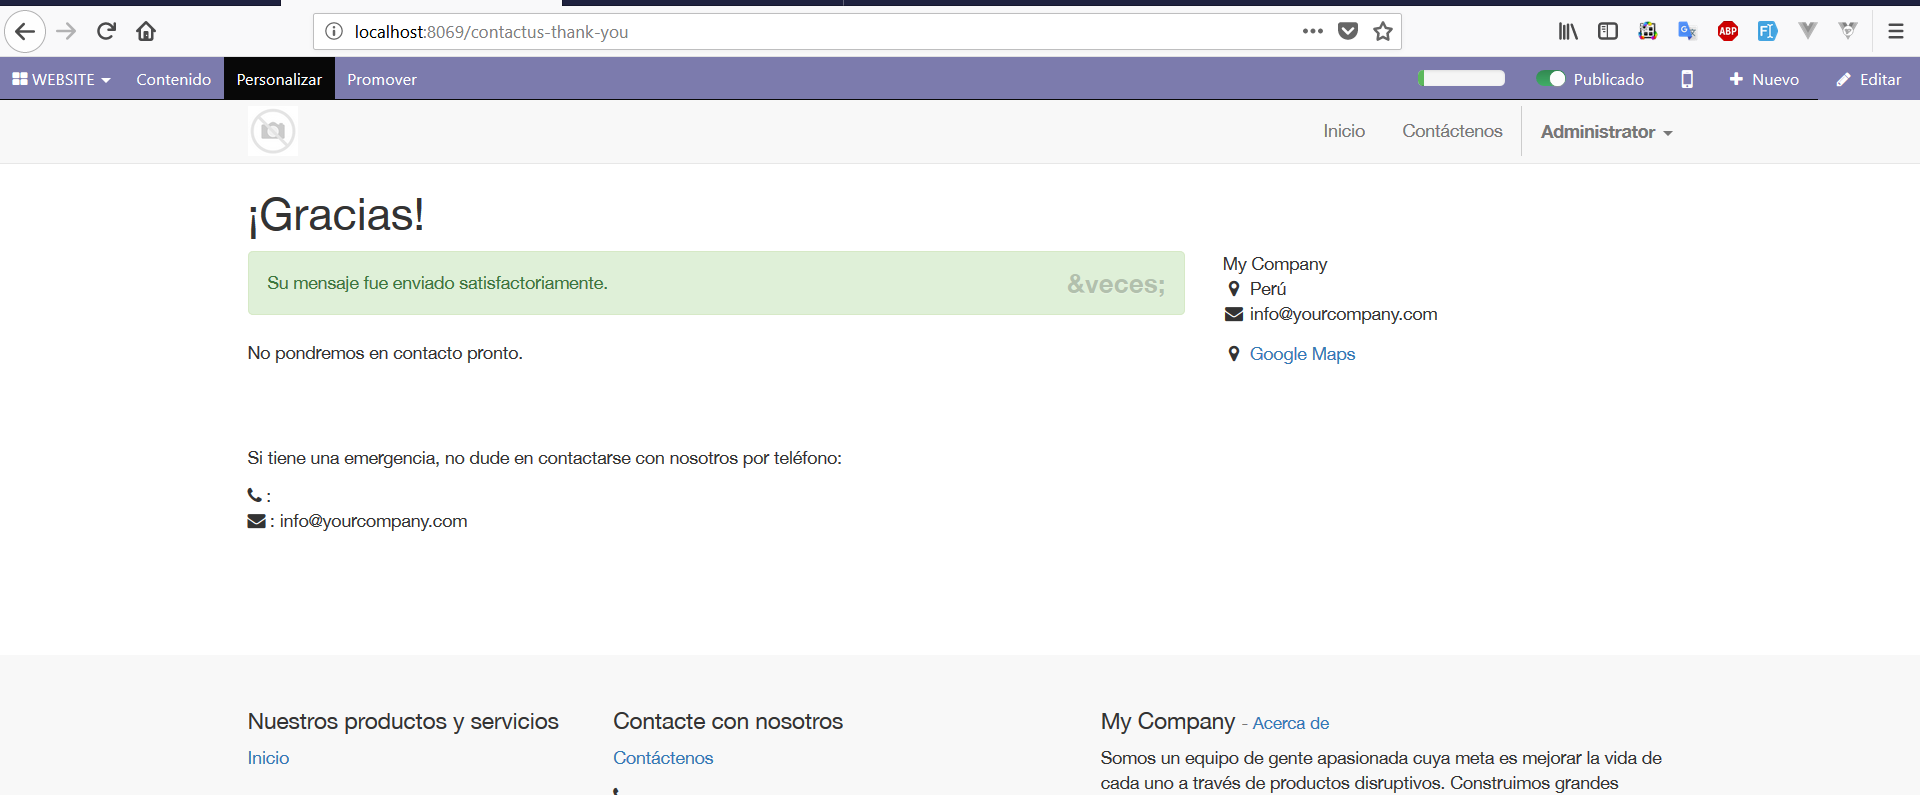 localhost:8069/contactus-thank-you
ABP
WEBSITE Contenido Personalizar Promover Publicado Nuevo Editar
Inicio Contáctenos Administrator
¡Gracias!
Su mensaje fue enviado satisfactoriamente. &veces;
My Company
Perú
info@yourcompany.com
Google Maps
No pondremos en contacto pronto.
Si tiene una emergencia, no dude en contactarse con nosotros por teléfono:
:
: info@yourcompany.com
Nuestros productos y servicios
Inicio
Contacte con nosotros
Contáctenos
My Company - Acerca de
Somos un equipo de gente apasionada cuya meta es mejorar la vida de
cada uno a través de productos disruptivos. Construimos grandes